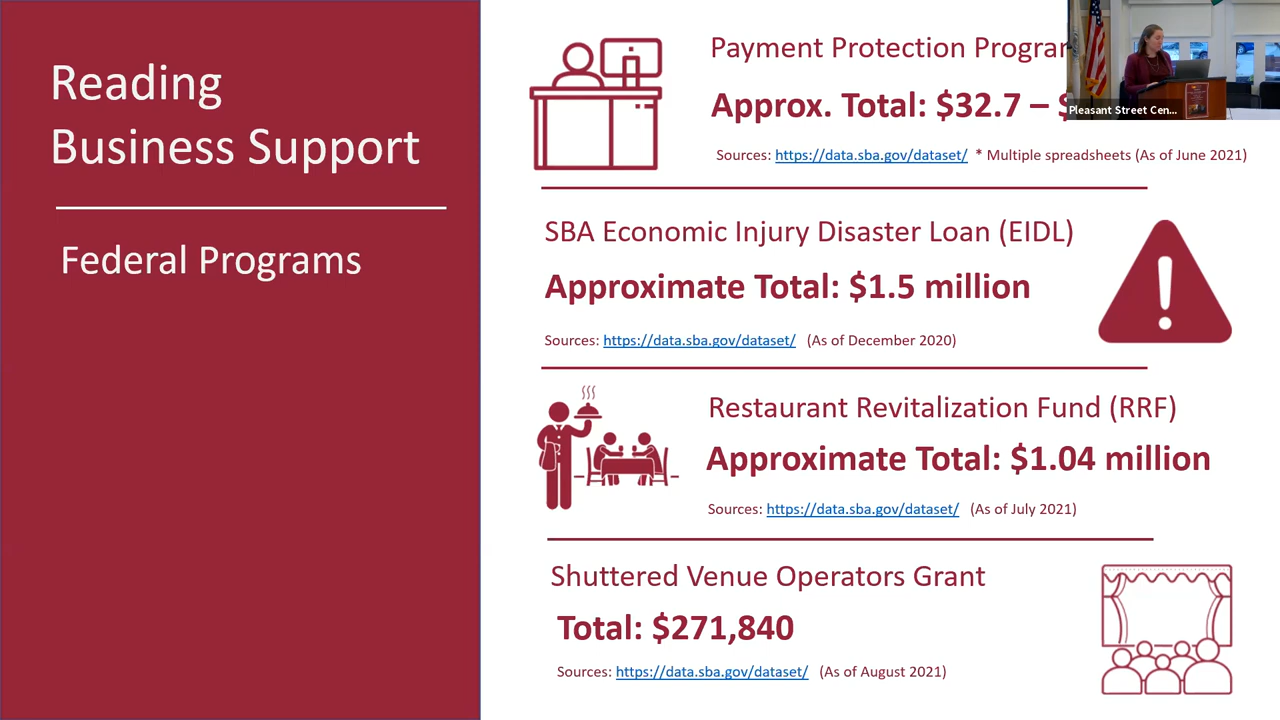 Reading
Business Support
Federal Programs
Payment Protection
Approx. Total: $32.7 –
Sources: https://data.sba.gov/dataset/ * Multiple spreadsheets (As of June 2021)
SBA Economic Injury Disaster Loan (EIDL)
Approximate Total: $1.5 million
Sources: https://data.sba.gov/dataset/ (As of December 2020)
Restaurant Revitalization Fund (RRF)
Approximate Total: $1.04 million
Sources: https://data.sba.gov/dataset/ (As of July 2021)
Shuttered Venue Operators Grant
Total: $271,840
Sources: https://data.sba.gov/dataset/ (As of August 2021)
Pleasant Street Cen...